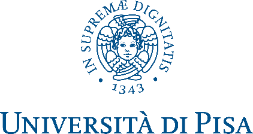 IN SUPREMÆ DIGNITATIS
· 1343 ·
UNIVERSITÀ DI PISA